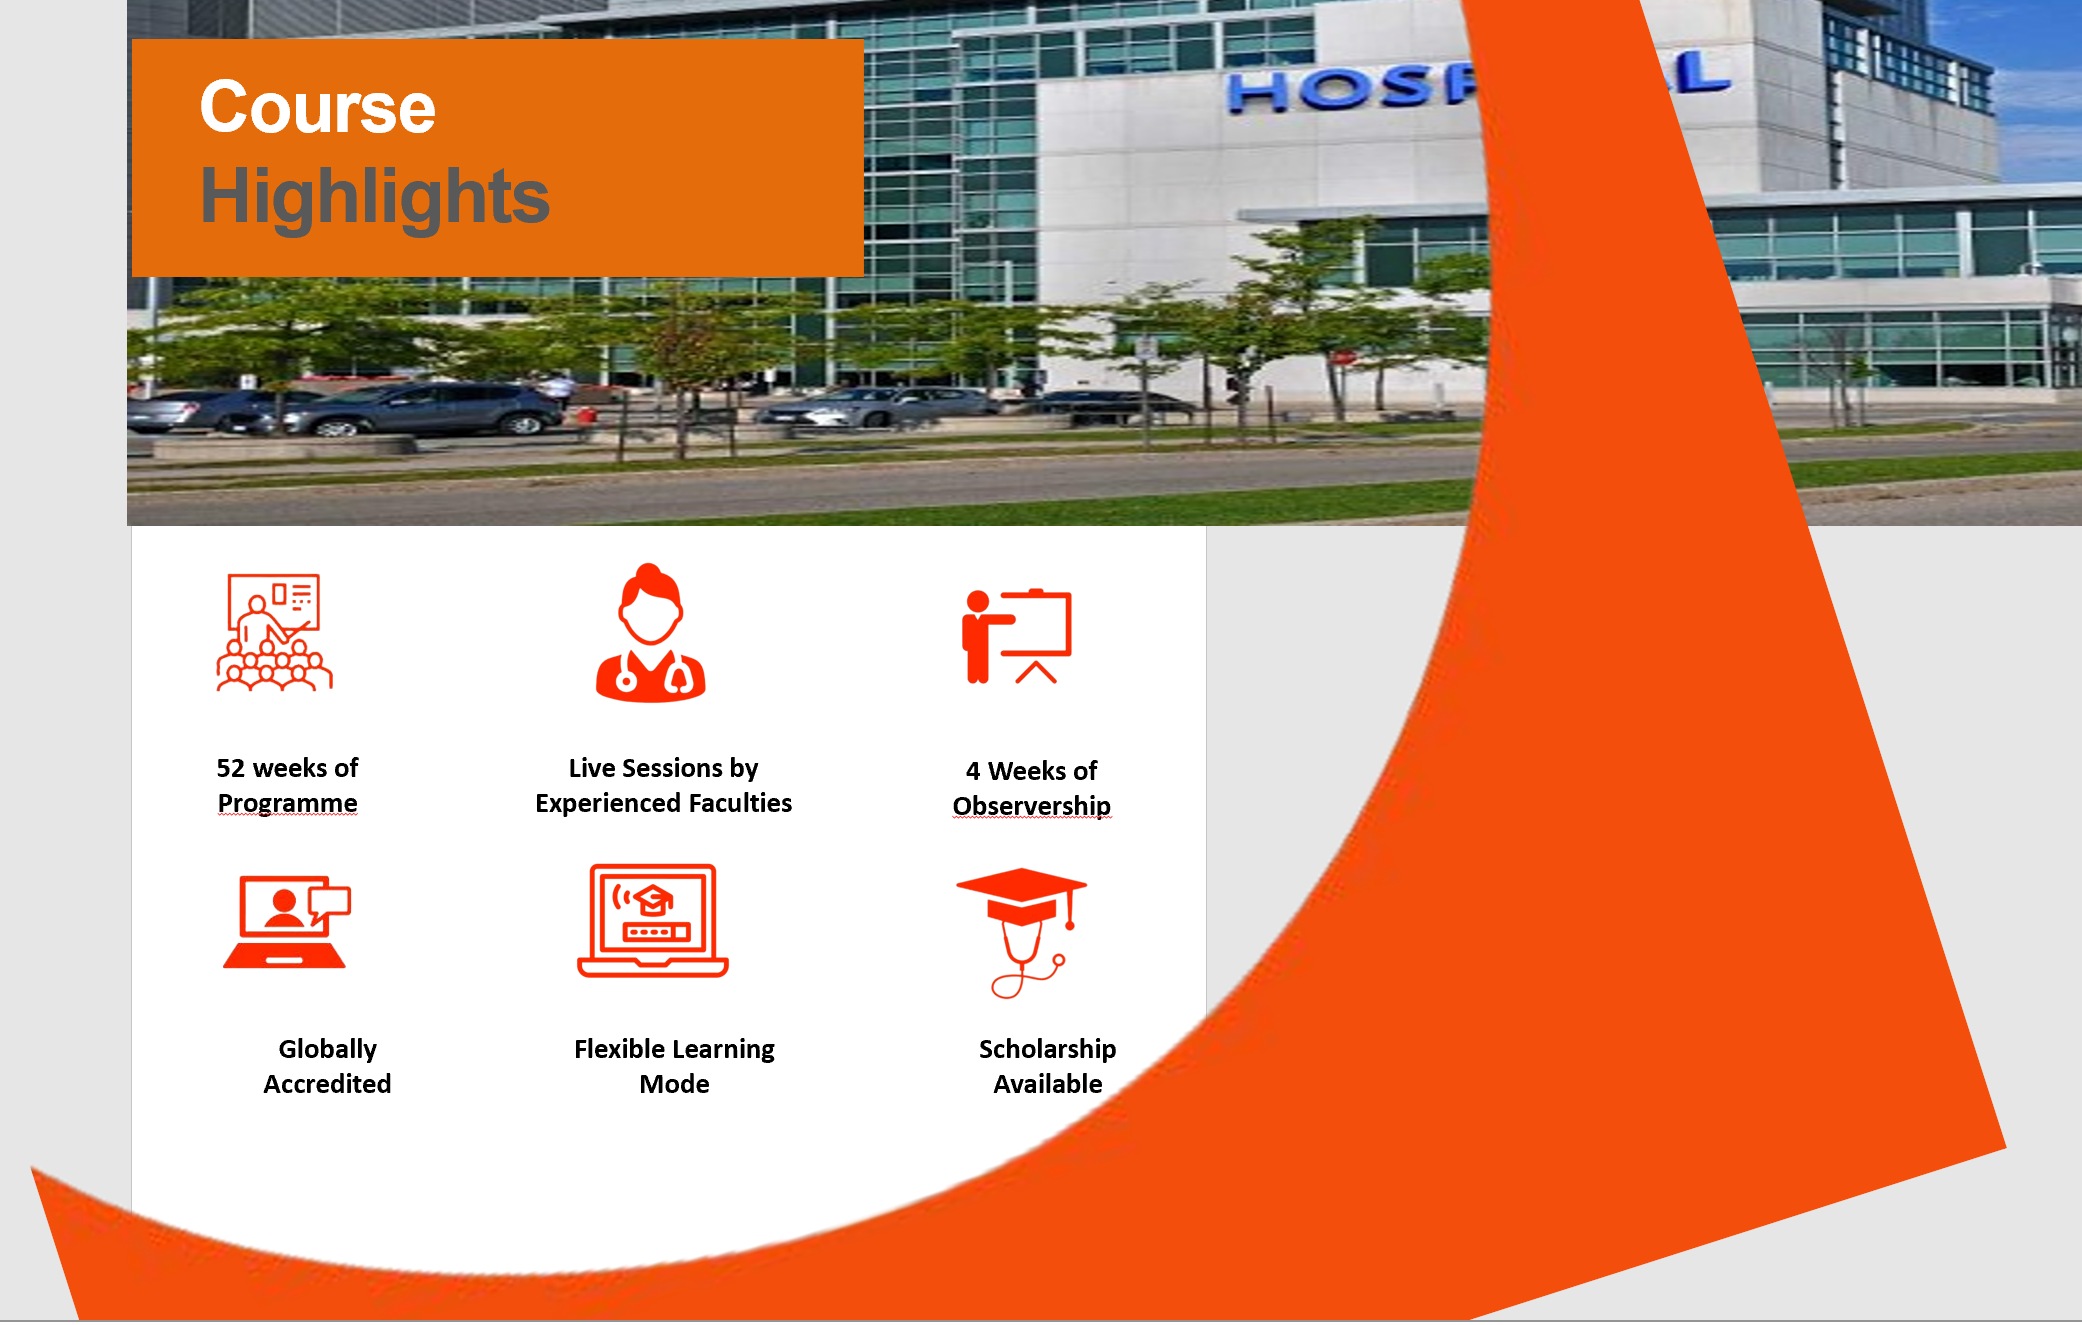 Course
Highlights
HOSP
L
52 weeks of
Programme
Live Sessions by
Experienced Faculties
4 Weeks of
Observership
Globally
Accredited
Flexible Learning
Mode
Scholarship
Available